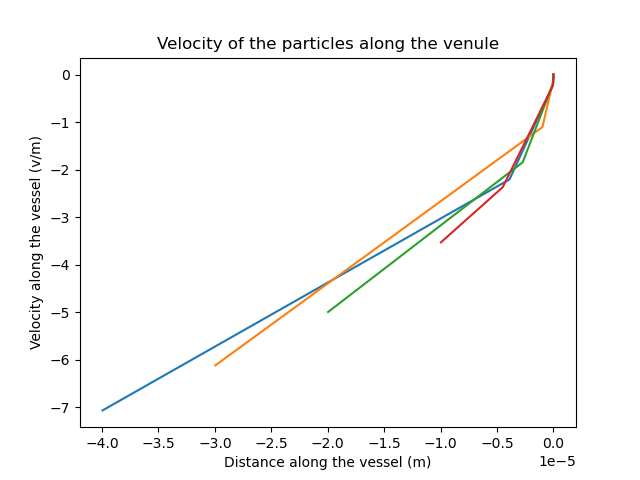 Velocity of the particles along the venule
Velocity along the vessel (v/m)
0
−1
−2
−3
−4
−5
−6
−7
−4.0 −3.5 −3.0 −2.5 −2.0 −1.5 −1.0 −0.5 0.0
1e−5
Distance along the vessel (m)